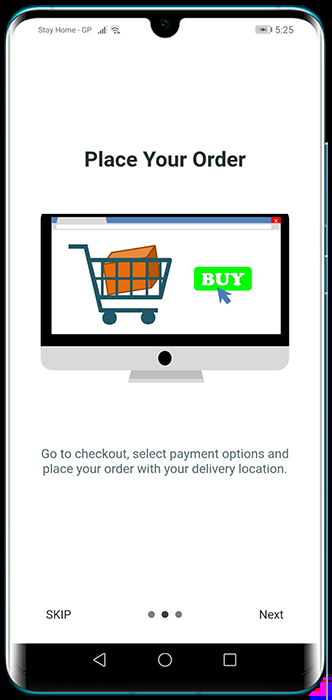 Stay Home - GP
5:25
Place Your Order
x
BUY
Go to checkout, select payment options and
place your order with your delivery location.
SKIP
Next